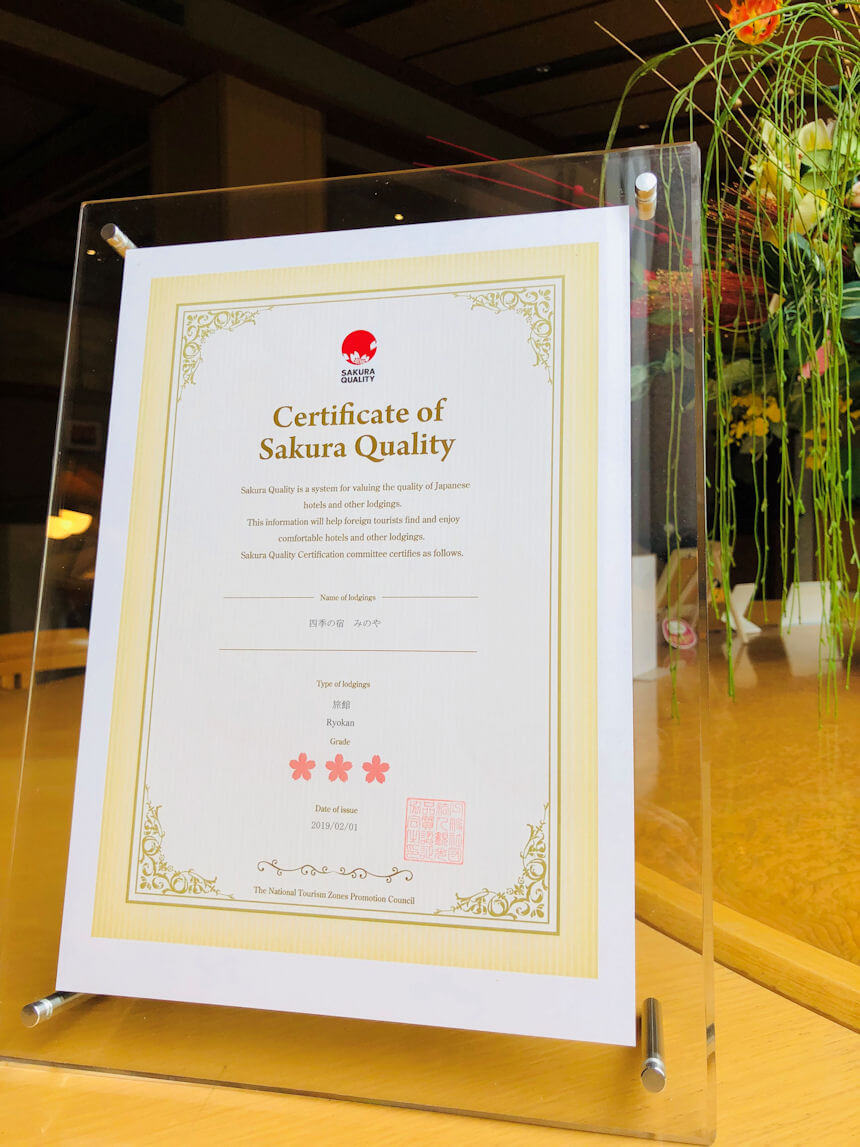 SAKURA
QUALITY
Certificate of
Sakura Quality
Sakura Quality is a system for valuing the quality of Japanese
hotels and other lodgings.
This information will help foreign tourists find and enjoy
comfortable hotels and other lodgings.
Sakura Quality Certification committee certifies as follows.
Name of lodgings
四季の宿 みのや
Type of lodgings
旅館
Ryokan
Grade
Date of issue
2019/02/01
The National Tourism Zones Promotion Council